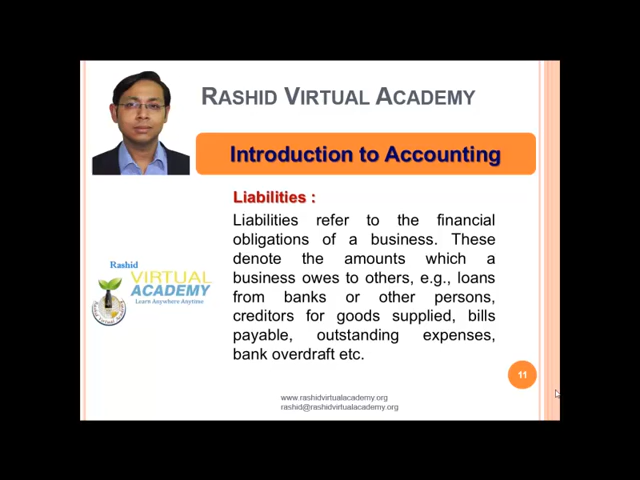 RASHID VIRTUAL ACADEMY
Introduction to Accounting
Liabilities :
Liabilities refer to the financial
obligations of a business. These
denote the amounts which a
business owes to others, e.g., loans
from banks or other persons,
creditors for goods supplied, bills
payable, outstanding expenses,
bank overdraft etc.
Rashid
VIRTUAL
ACADEMY
Learn Anywhere Anytime
11
www.rashidvirtualacademy.org
rashid@rashidvirtualacademy.org